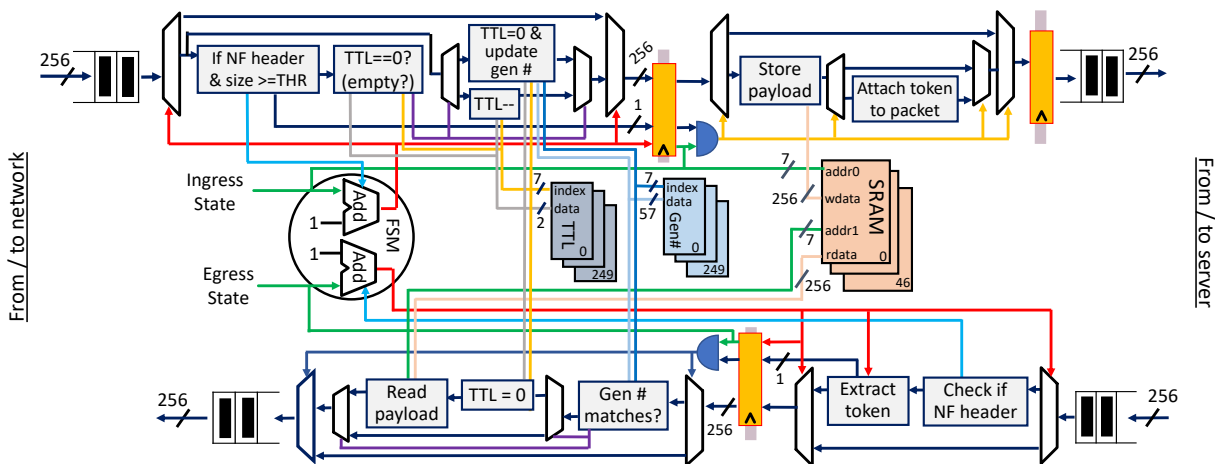 256
If NF header
& size >=THR
TTL==0?
(empty?)
TTL=0 &
update
gen #
TTL--
256
1
Store
payload
Attach token
to packet
256
From / to network
Ingress
State
1
Add
FSM
1
Add
Egress
State
7
2
index
data
TTL
0
249
7
57
index
data
Gen#
0
249
7
256
7
256
addr0
wdata
addr1
rdata
SRAM
0
46
From / to server
256
Read
payload
TTL = 0
Gen #
matches?
256
1
Extract
token
Check if
NF header
256